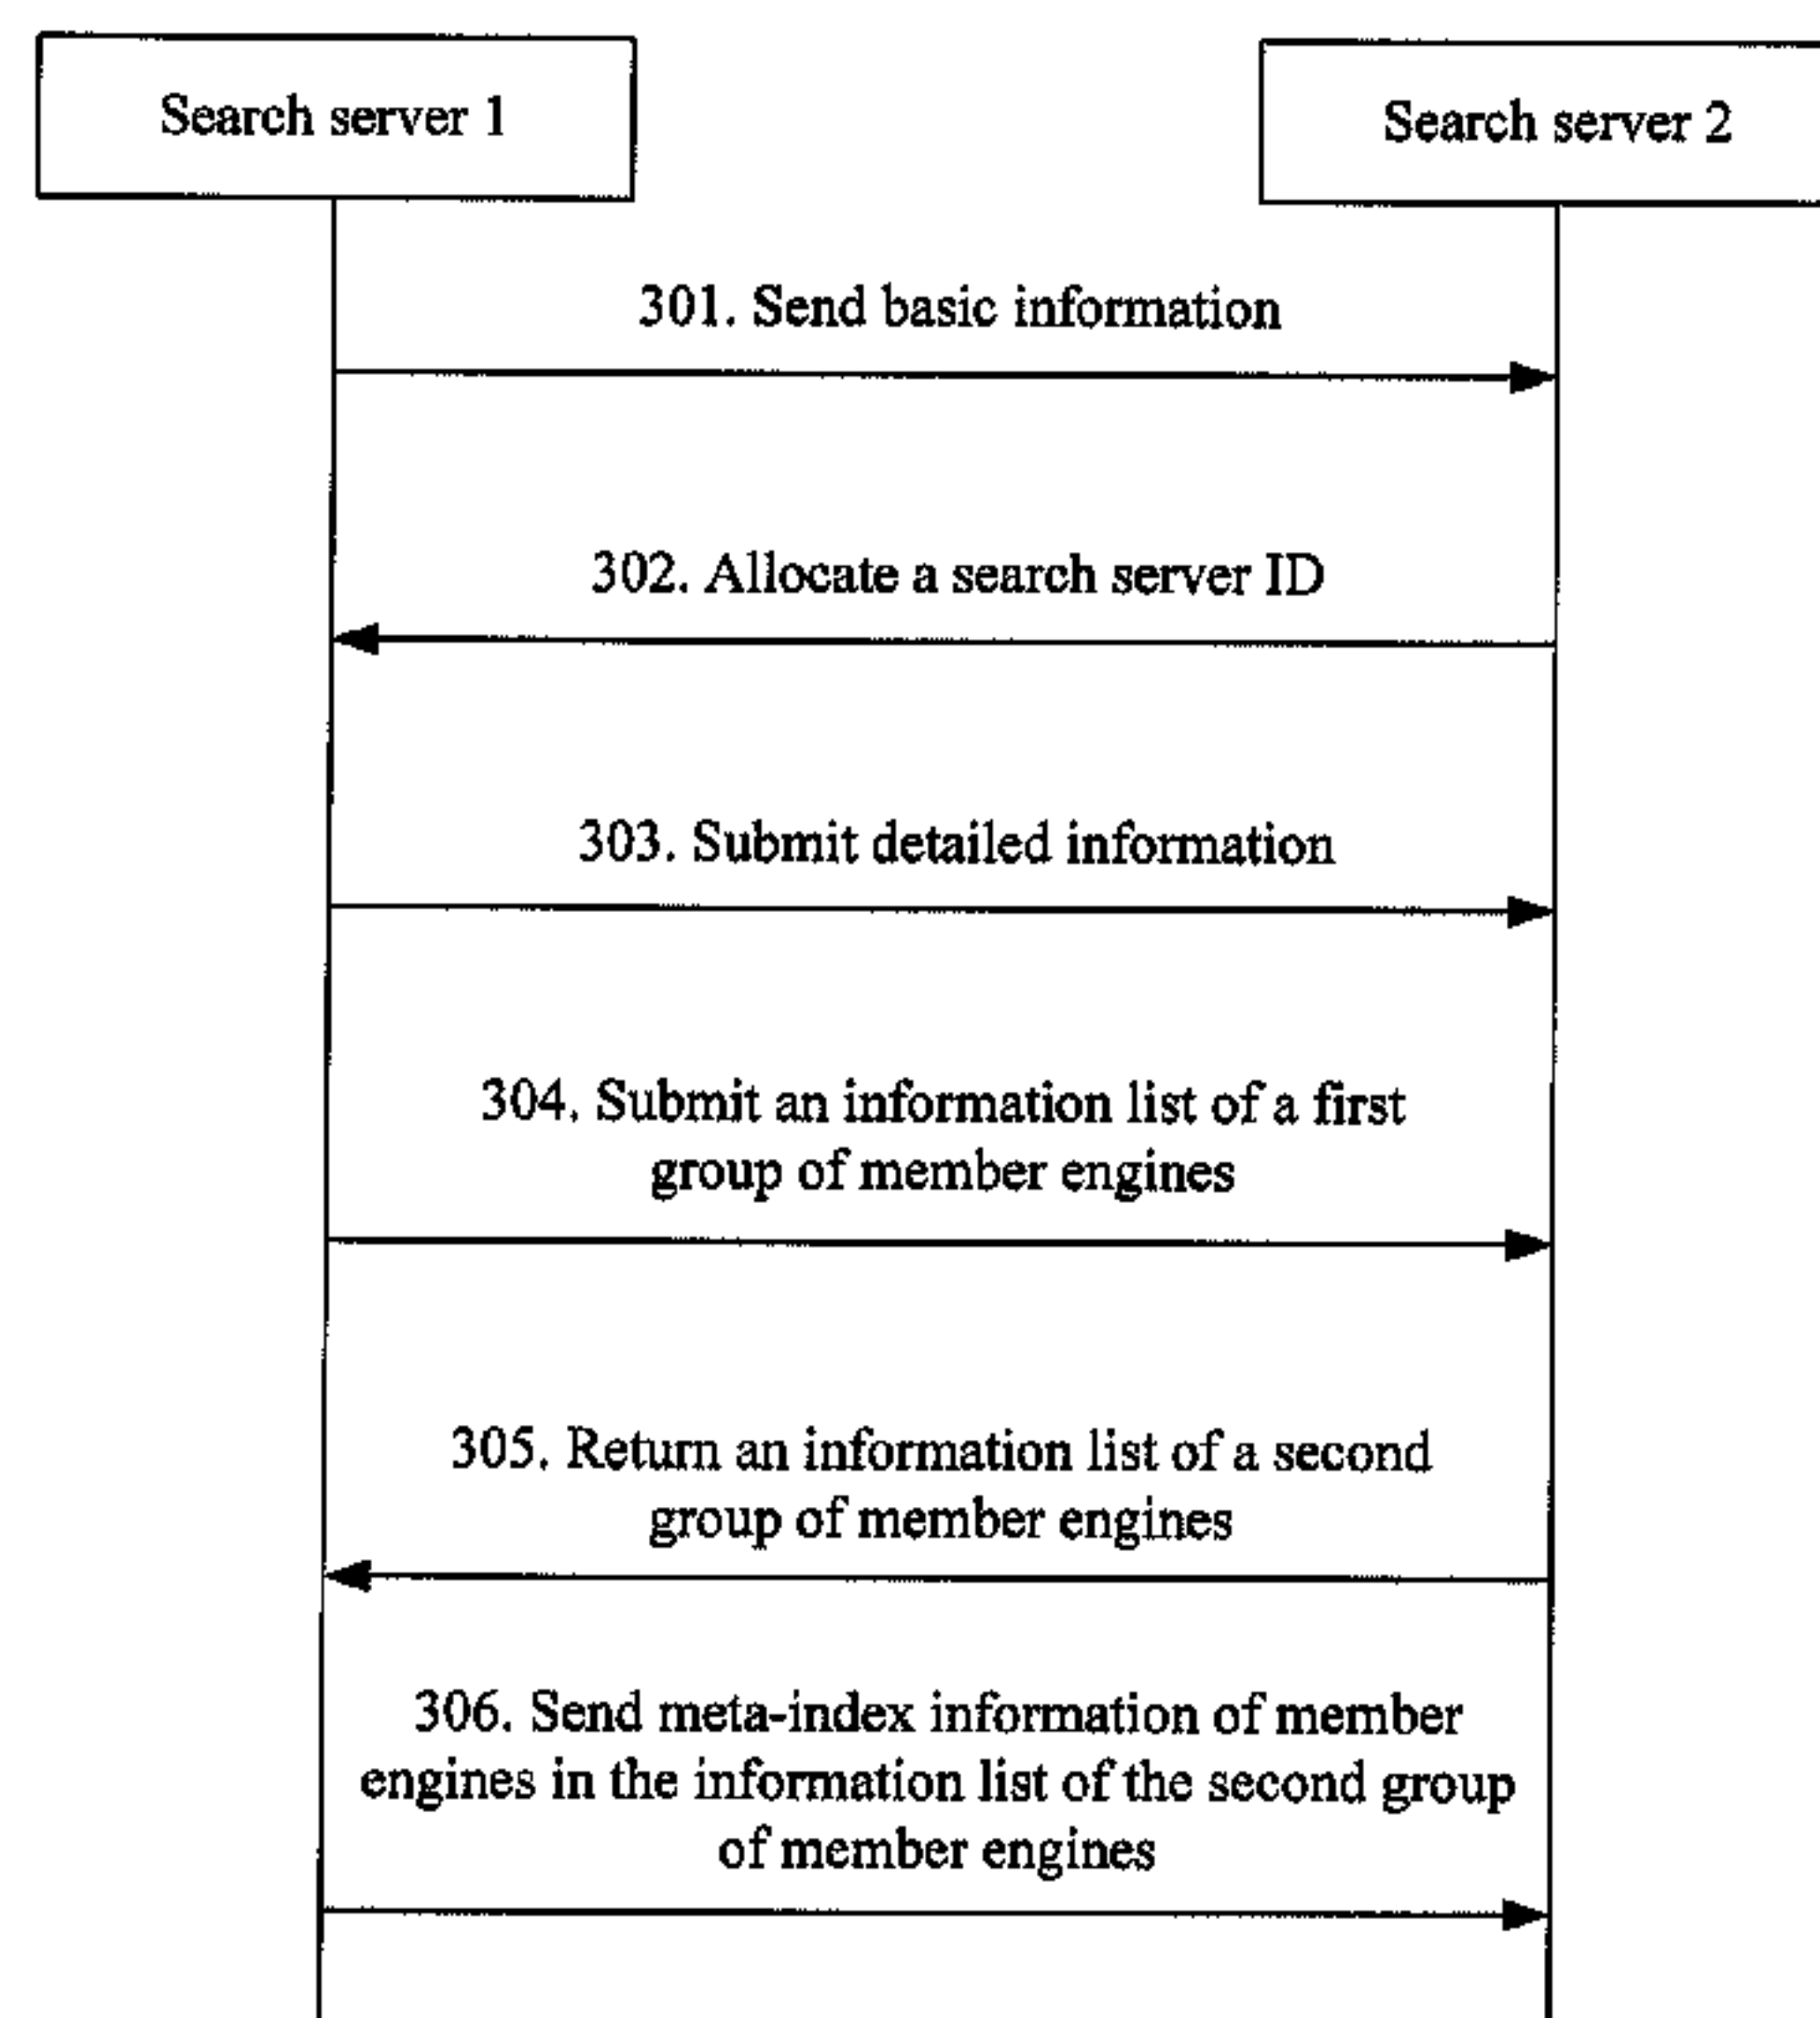 Search server 1
Search server 2
301. Send basic information
302. Allocate a search server ID
303. Submit detailed information
304. Submit an information list of a first
group of member engines
305. Return an information list of a second
group of member engines
306. Send meta-index information of member
engines in the information list of the second group
of member engines